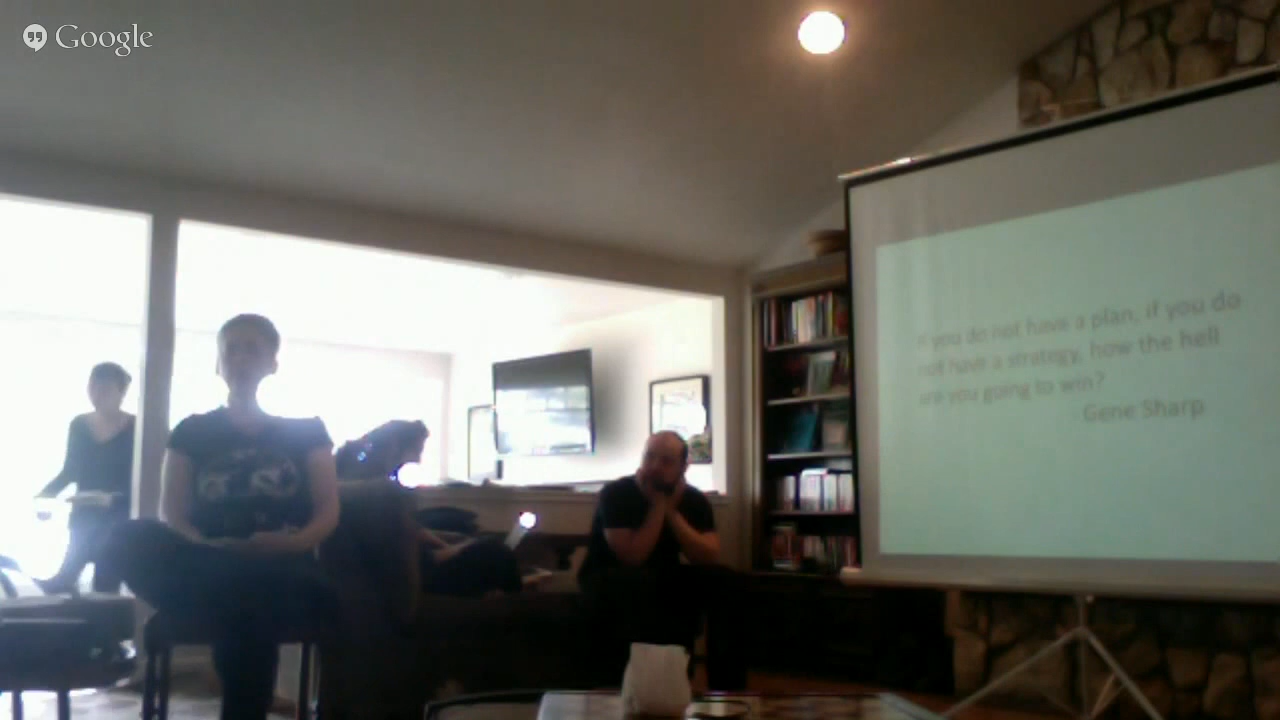 Google
If you do not have a plan, if you do
not have a strategy, how the hell
are you going to win?
Gene Sharp